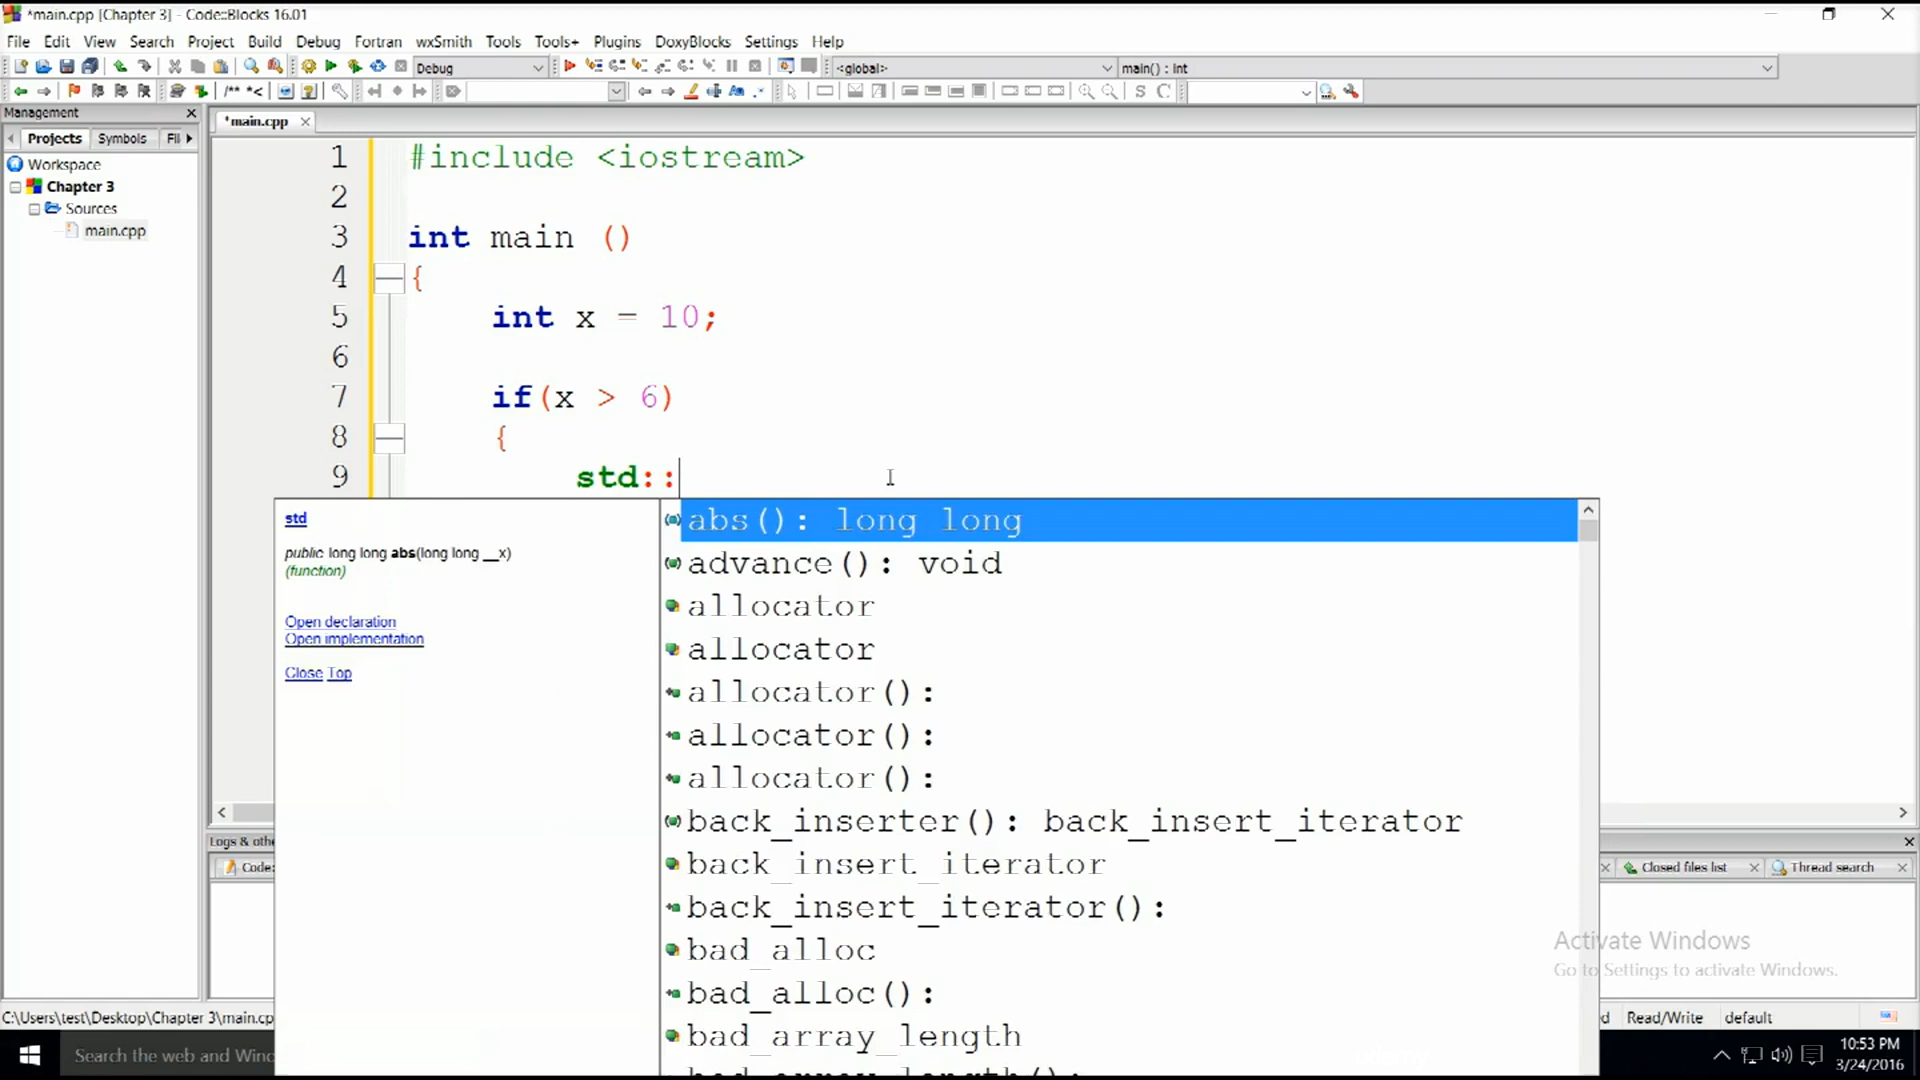 *main.cpp [Chapter 3] - Code::Blocks 16.01
File Edit View Search Project Build Debug Fortran wxSmith Tools Tools+ Plugins DoxyBlocks Settings Help
Debug <global> main() : int
/** *< S C
Management
*main.cpp
Projects Symbols Fil
Workspace
Chapter 3
Sources
main.cpp
1 #include <iostream>
2
3 int main ()
4 {
5 int x = 10;
6
7 if(x > 6)
8 {
9 std::
std
public long long abs(long long __x)
(function)
Open declaration
Open implementation
Close Top
abs(): long long
advance(): void
allocator
allocator
allocator():
allocator():
allocator():
back_inserter(): back_insert_iterator
back_insert_iterator
back_insert_iterator():
bad_alloc
bad_alloc():
bad_array_length
bad_array_length():
Logs & othe
Code:
Closed files list
Thread search
Activate Windows
Go to Settings to activate Windows.
C:\Users\test\Desktop\Chapter 3\main.cp
d Read/Write default
Search the web and Winc
10:53 PM
3/24/2016